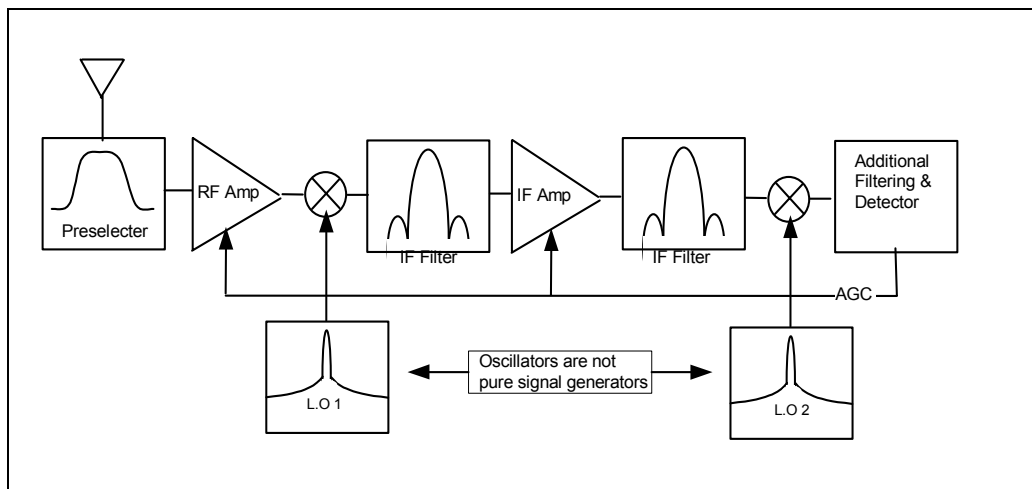 Preselecter
RF Amp
IF Filter
IF Amp
IF Filter
Additional
Filtering &
Detector
AGC
L.O 1
Oscillators are not
pure signal generators
L.O 2